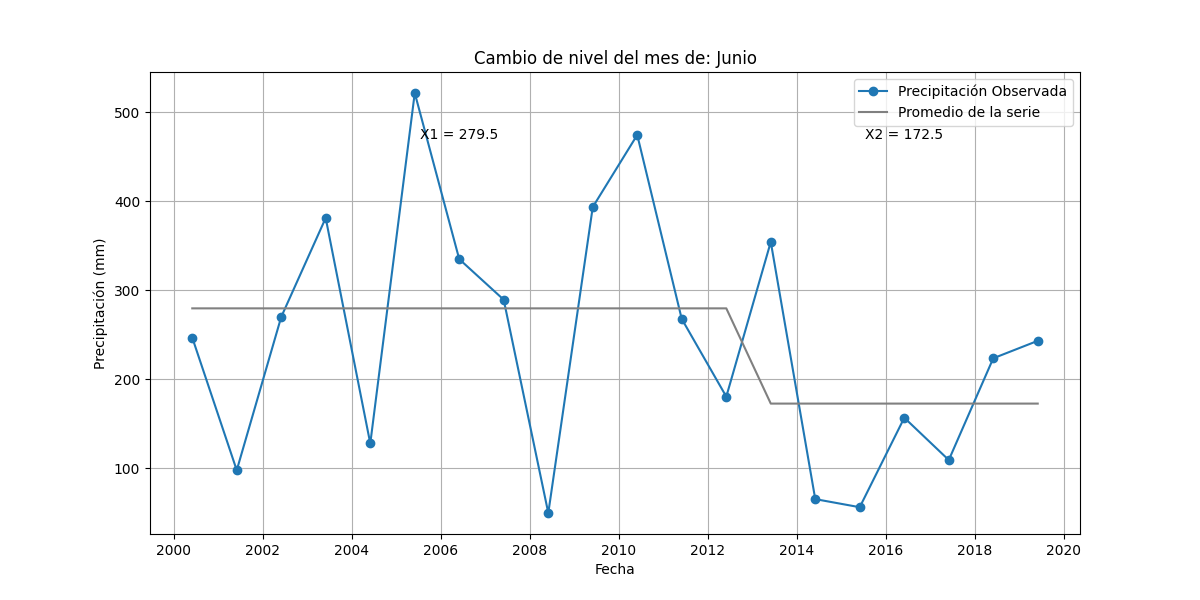 Cambio de nivel del mes de: Junio
Precipitación Observada
Promedio de la serie
X1 = 279.5
X2 = 172.5
Precipitación (mm)
500
400
300
200
100
2000 2002 2004 2006 2008 2010 2012 2014 2016 2018 2020
Fecha